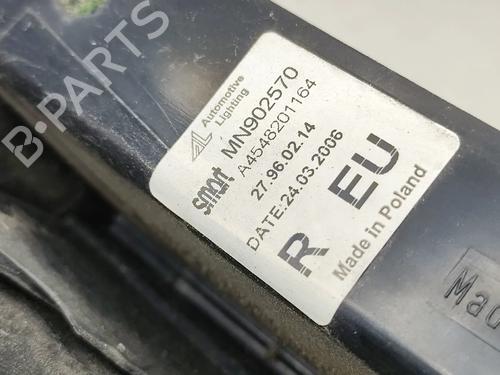 AL Automotive Lighting
smart MN902570
A4548201164
27.96.02.14
DATE:24.03.2006
R EU
Made in Poland
Mad
B-PARTS